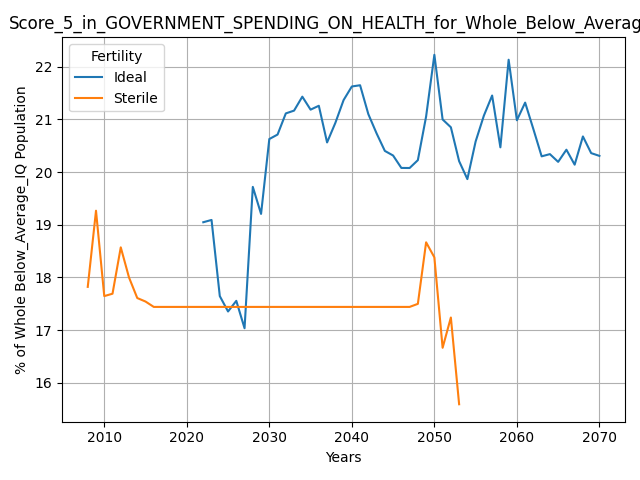 Score_5_in_GOVERNMENT_SPENDING_ON_HEALTH_for_Whole_Below_Averag
Fertility
Ideal
Sterile
% of Whole Below_Average_IQ Population
22
21
20
19
18
17
16
2010 2020 2030 2040 2050 2060 2070
Years